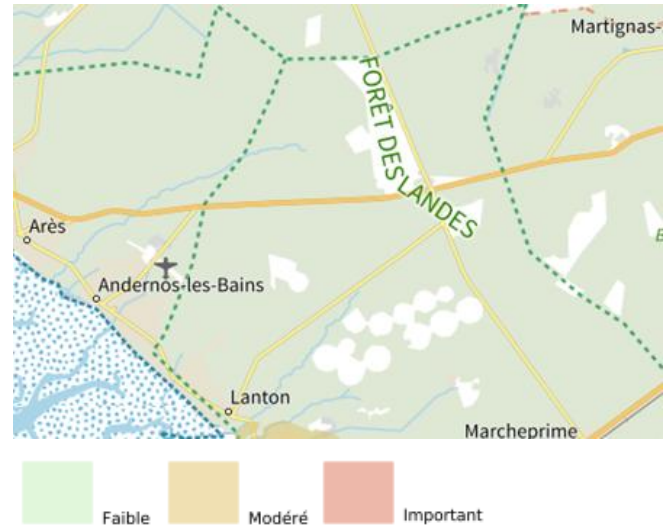 Martignas-
FORÊT DES LANDES
Arès
B
Andernos-les-Bains
Lanton
Marcheprime
Faible
Modéré
Important